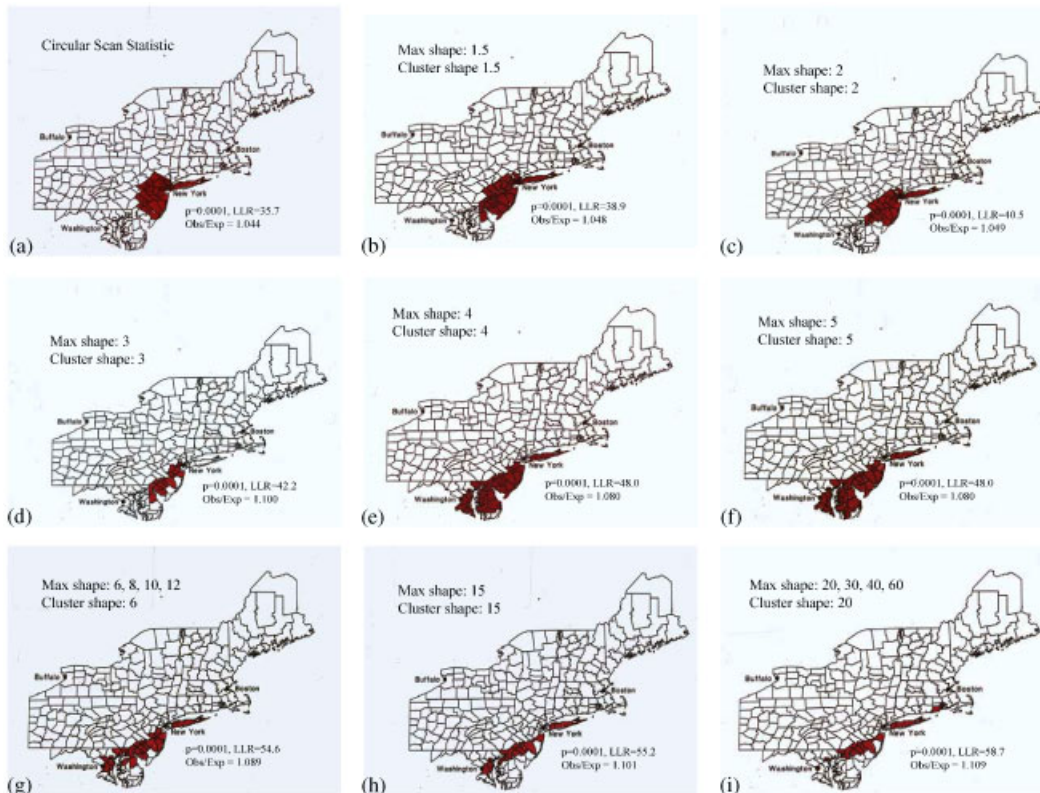 Circular Scan Statistic
Buffalo
Boston
New York
p=0.0001, LLR=35.7
Obs/Exp = 1.044
Washington
(a)
Max shape: 1.5
Cluster shape 1.5
Buffalo
Boston
New York
p=0.0001, LLR=38.9
Obs/Exp = 1.048
Washington
(b)
Max shape: 2
Cluster shape: 2
Buffalo
Boston
New York
p=0.0001, LLR=40.5
Obs/Exp = 1.049
Washington
(c)
Max shape: 3
Cluster shape: 3
Buffalo
Boston
New York
p=0.0001, LLR=42.2
Obs/Exp = 1.100
Washington
(d)
Max shape: 4
Cluster shape: 4
Buffalo
Boston
New York
p=0.0001, LLR=48.0
Obs/Exp = 1.080
Washington
(e)
Max shape: 5
Cluster shape: 5
Buffalo
Boston
New York
p=0.0001, LLR=48.0
Obs/Exp = 1.080
Washington
(f)
Max shape: 6, 8, 10, 12
Cluster shape: 6
Buffalo
Boston
New York
p=0.0001, LLR=54.6
Obs/Exp = 1.089
Washington
(g)
Max shape: 15
Cluster shape: 15
Buffalo
Boston
New York
p=0.0001, LLR=55.2
Obs/Exp = 1.101
Washington
(h)
Max shape: 20, 30, 40, 60
Cluster shape: 20
Buffalo
Boston
New York
p=0.0001, LLR=58.7
Obs/Exp = 1.109
Washington
(i)